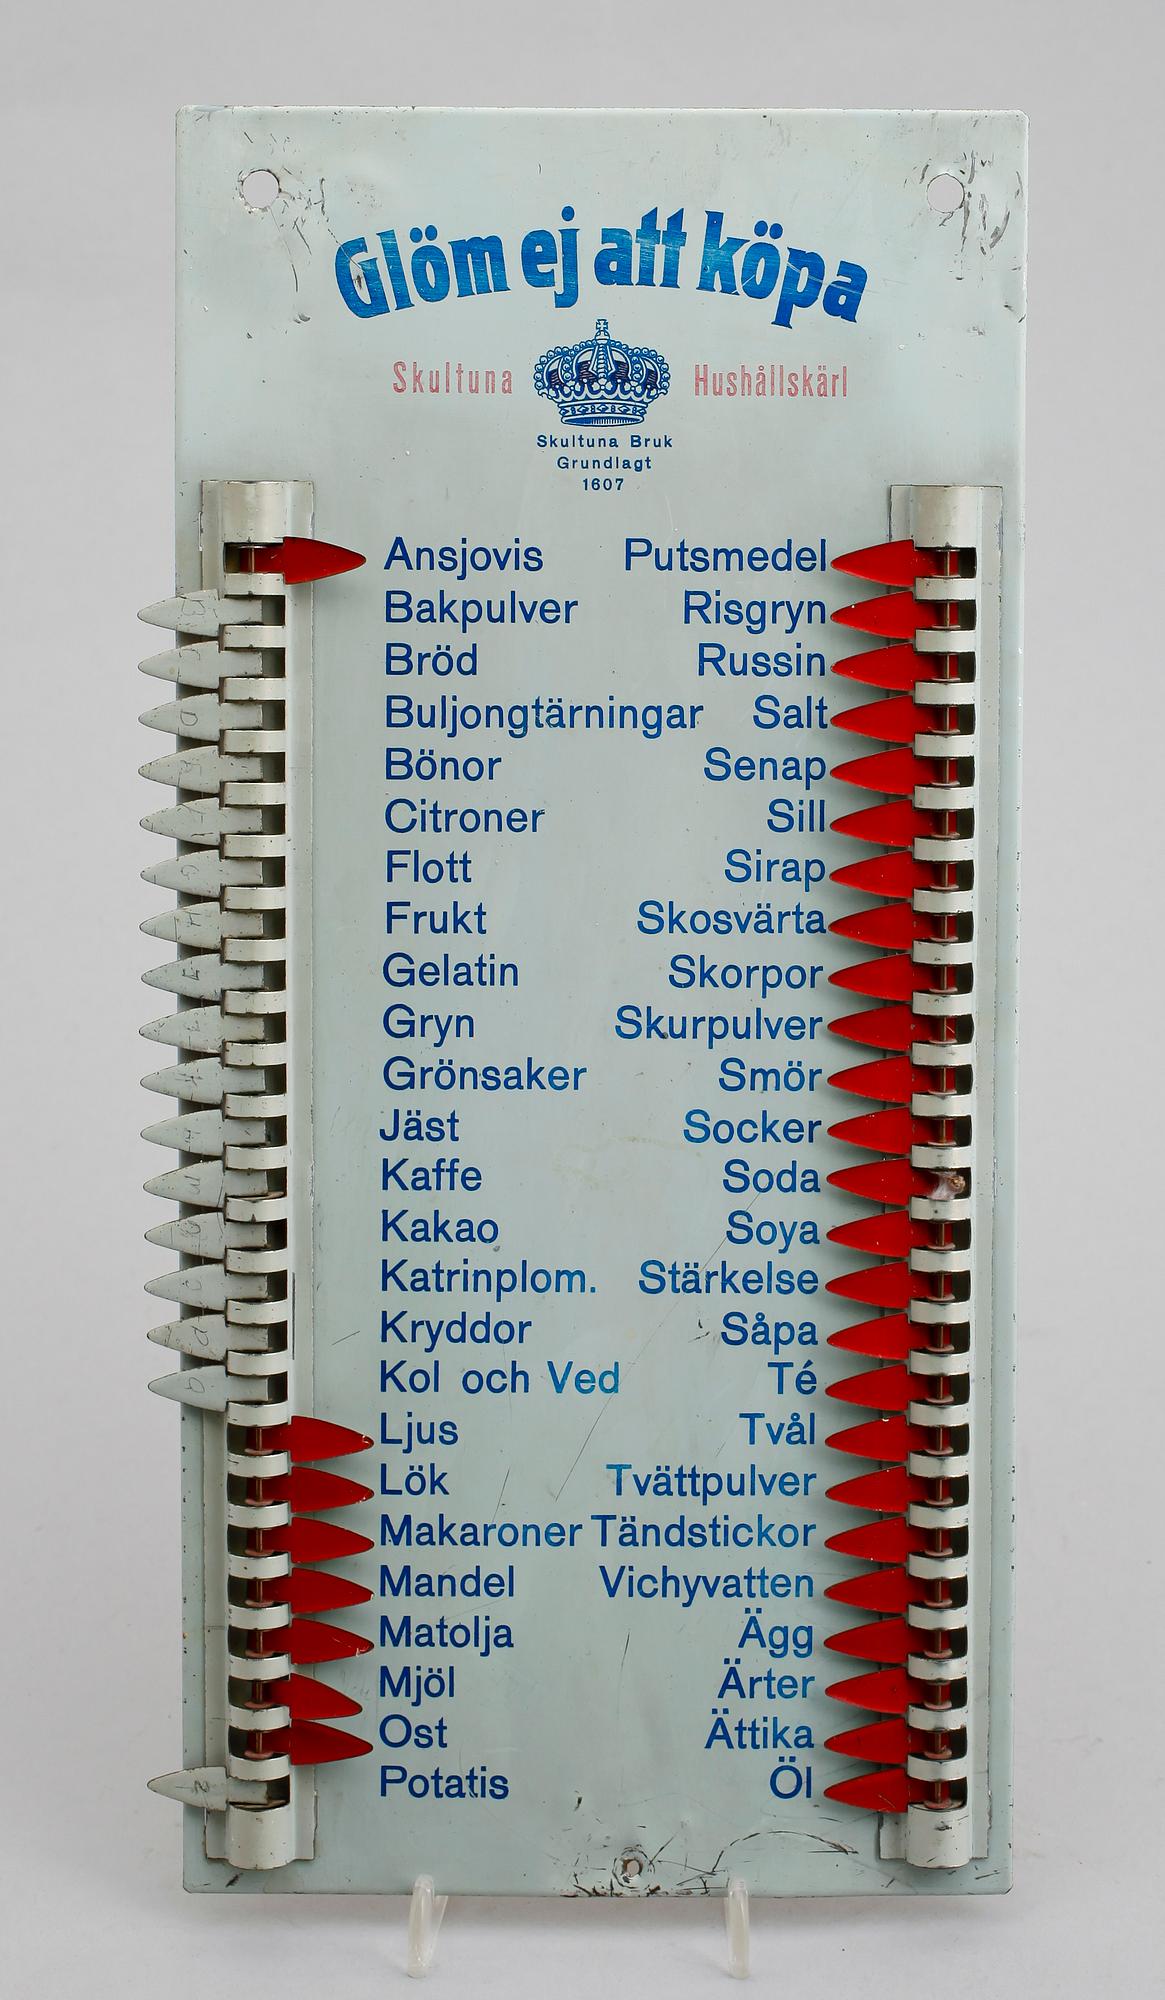 Glöm ej att köpa
Skultuna Hushållskärl
Skultuna Bruk
Grundlagt
1607
Ansjovis Putsmedel
Bakpulver Risgryn
Bröd Russin
Buljongtärningar Salt
Bönor Senap
Citroner Sill
Flott Sirap
Frukt Skosvärta
Gelatin Skorpor
Gryn Skurpulver
Grönsaker Smör
Jäst Socker
Kaffe Soda
Kakao Soya
Katrinplom. Stärkelse
Kryddor Såpa
Kol och Ved Té
Ljus Tvål
Lök Tvättpulver
Makaroner Tändstickor
Mandel Vichyvatten
Matolja Ägg
Mjöl Ärter
Ost Ättika
Potatis Öl